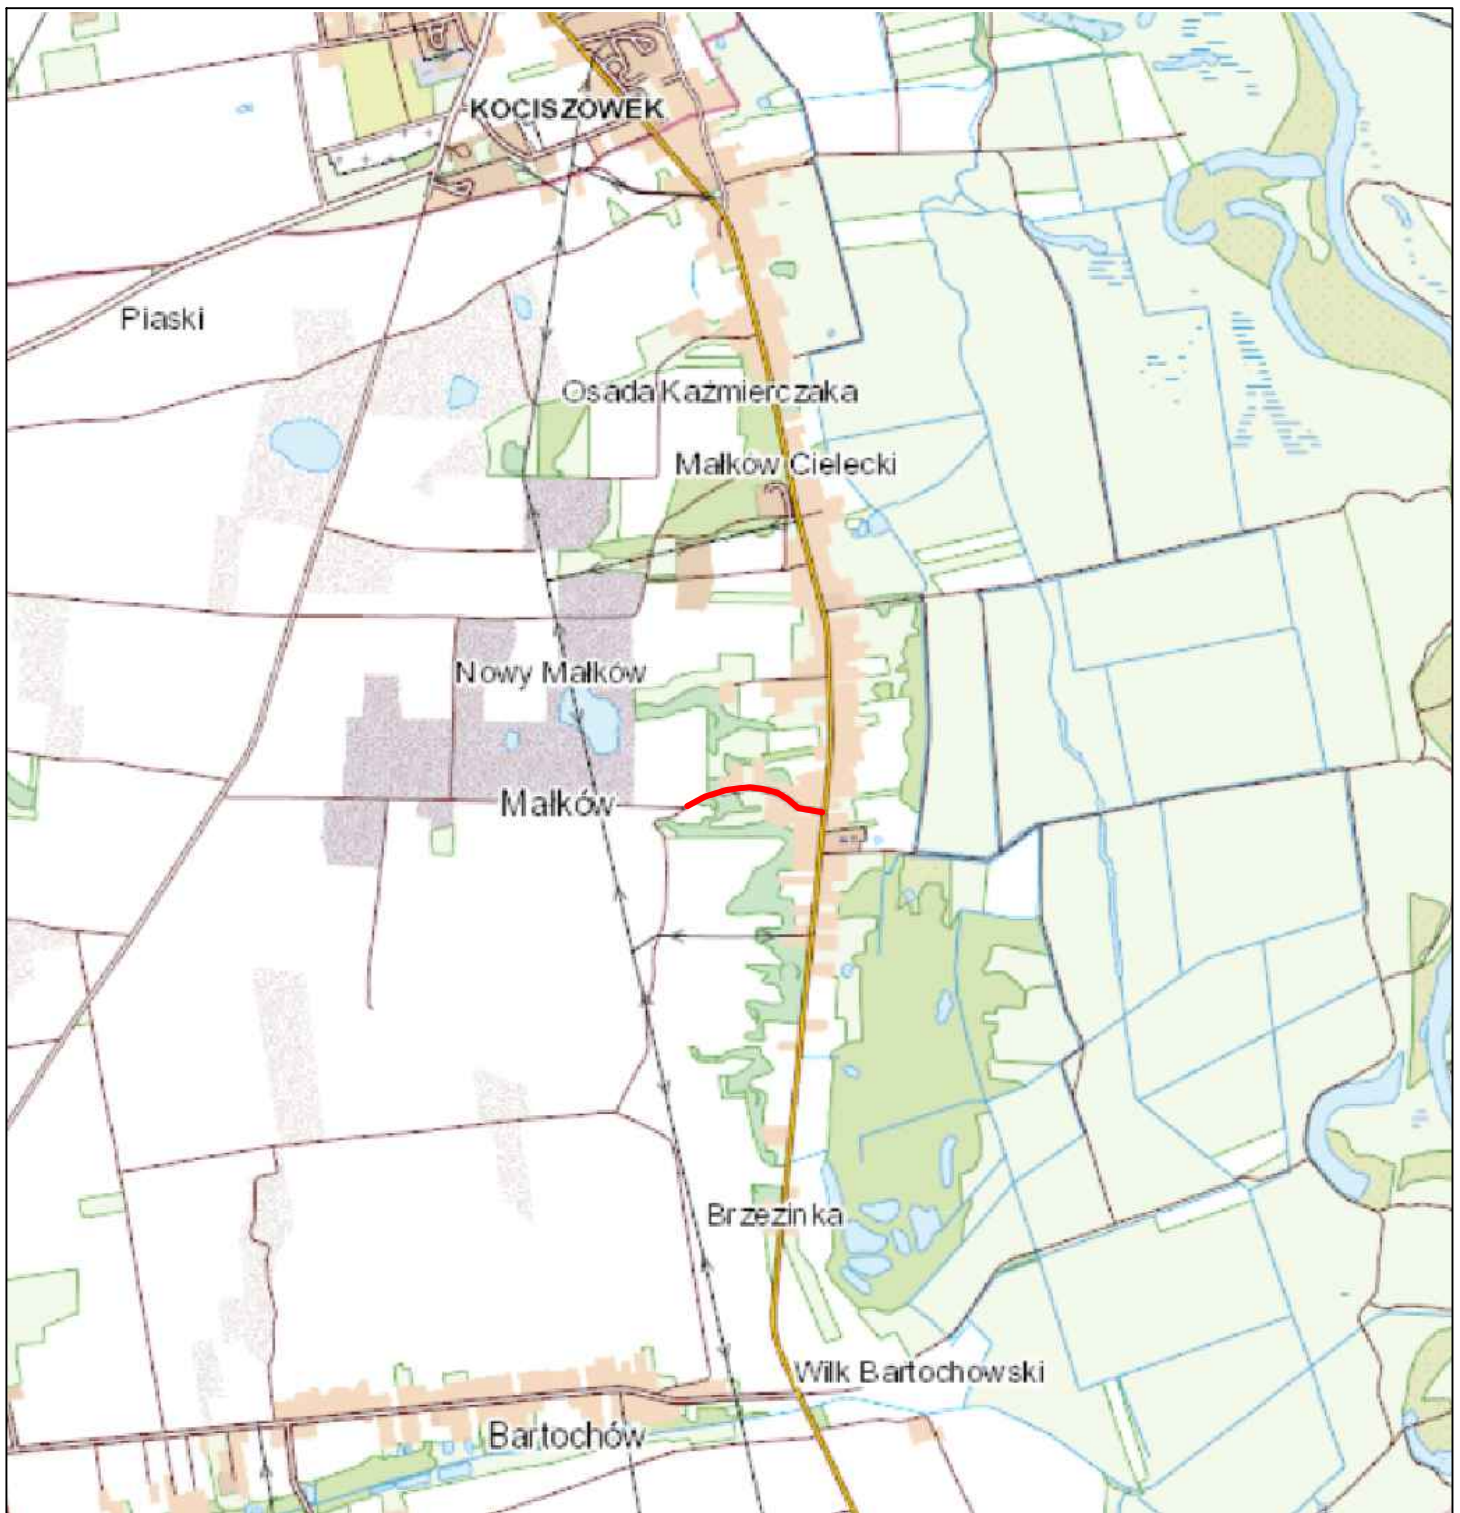 KOCISZÓWEK
Piaski
Osada Kaźmierczaka
Małków Cielecki
Nowy Małków
Małków
Brzezinka
Wilk Bartochowski
Bartochów